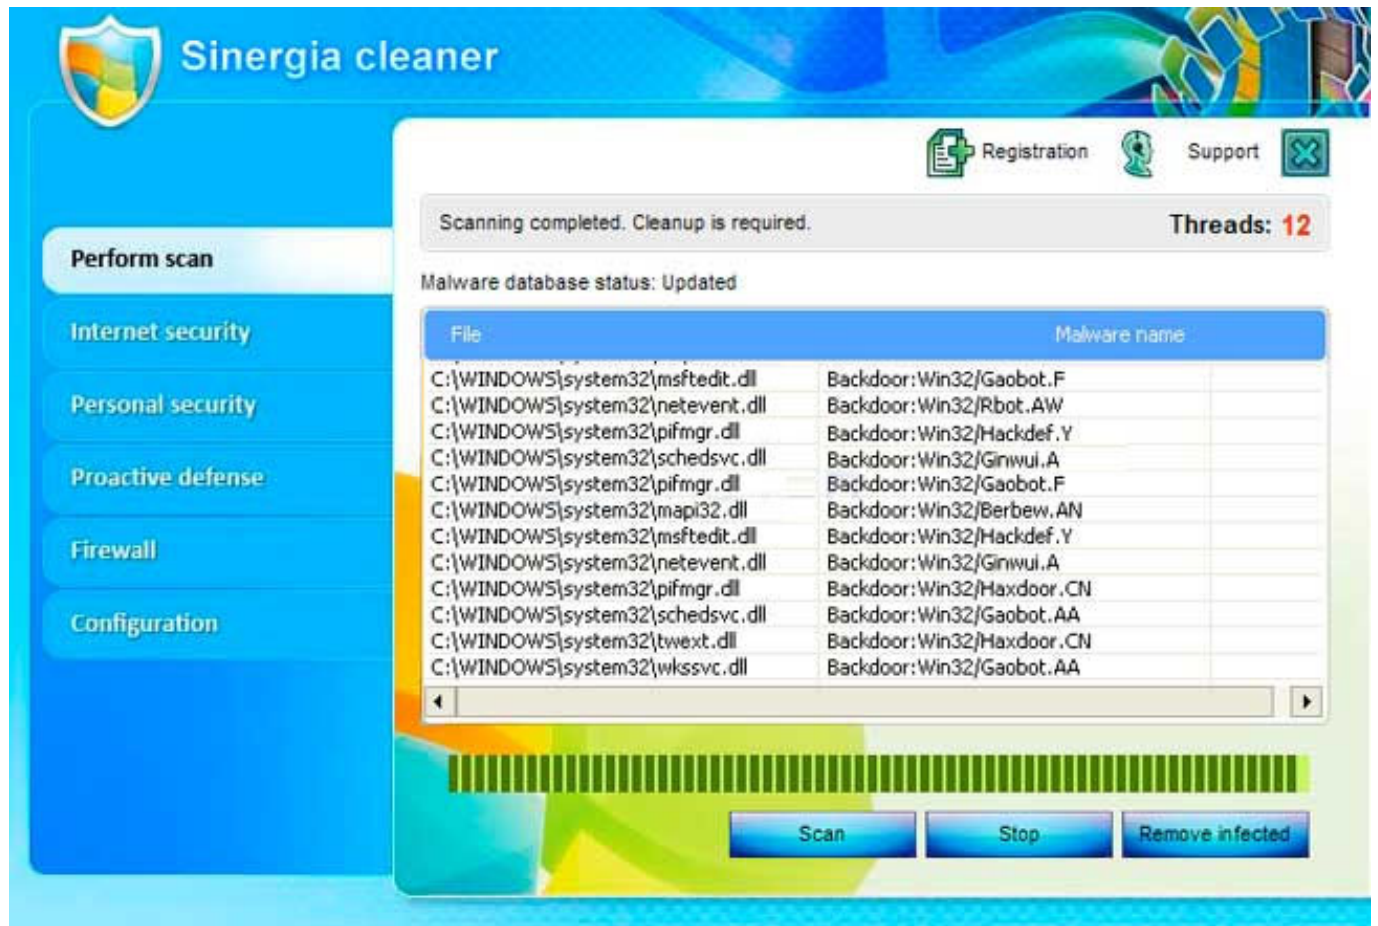 Sinergia cleaner
Registration Support
Scanning completed. Cleanup is required. Threads: 12
Perform scan
Malware database status: Updated
Internet security
File Malware name
C:\WINDOWS\system32\msftedit.dll Backdoor:Win32/Gaobot.F
C:\WINDOWS\system32\netevent.dll Backdoor:Win32/Rbot.AW
Personal security
C:\WINDOWS\system32\pifmgr.dll Backdoor:Win32/Hackdef.Y
C:\WINDOWS\system32\schedsvc.dll Backdoor:Win32/Ginwui.A
Proactive defense
C:\WINDOWS\system32\pifmgr.dll Backdoor:Win32/Gaobot.F
C:\WINDOWS\system32\mapi32.dll Backdoor:Win32/Berbew.AN
C:\WINDOWS\system32\msftedit.dll Backdoor:Win32/Hackdef.Y
Firewall
C:\WINDOWS\system32\netevent.dll Backdoor:Win32/Ginwui.A
C:\WINDOWS\system32\pifmgr.dll Backdoor:Win32/Haxdoor.CN
C:\WINDOWS\system32\schedsvc.dll Backdoor:Win32/Gaobot.AA
Configuration
C:\WINDOWS\system32\twext.dll Backdoor:Win32/Haxdoor.CN
C:\WINDOWS\system32\wkssvc.dll Backdoor:Win32/Gaobot.AA
Scan Stop Remove infected